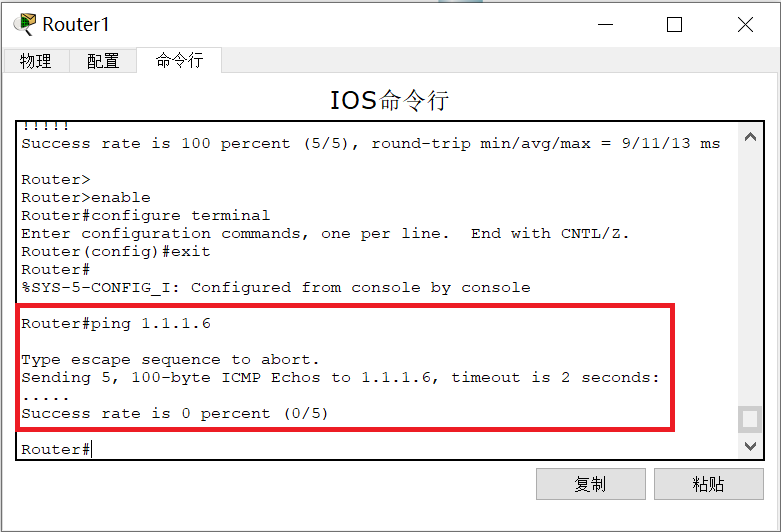 Router1
物理 配置 命令行
IOS命令行
!!!!!
Success rate is 100 percent (5/5), round-trip min/avg/max = 9/11/13 ms
Router>
Router>enable
Router#configure terminal
Enter configuration commands, one per line.  End with CNTL/Z.
Router(config)#exit
Router#
%SYS-5-CONFIG_I: Configured from console by console
Router#ping 1.1.1.6
Type escape sequence to abort.
Sending 5, 100-byte ICMP Echos to 1.1.1.6, timeout is 2 seconds:
.....
Success rate is 0 percent (0/5)
Router#
复制 粘贴